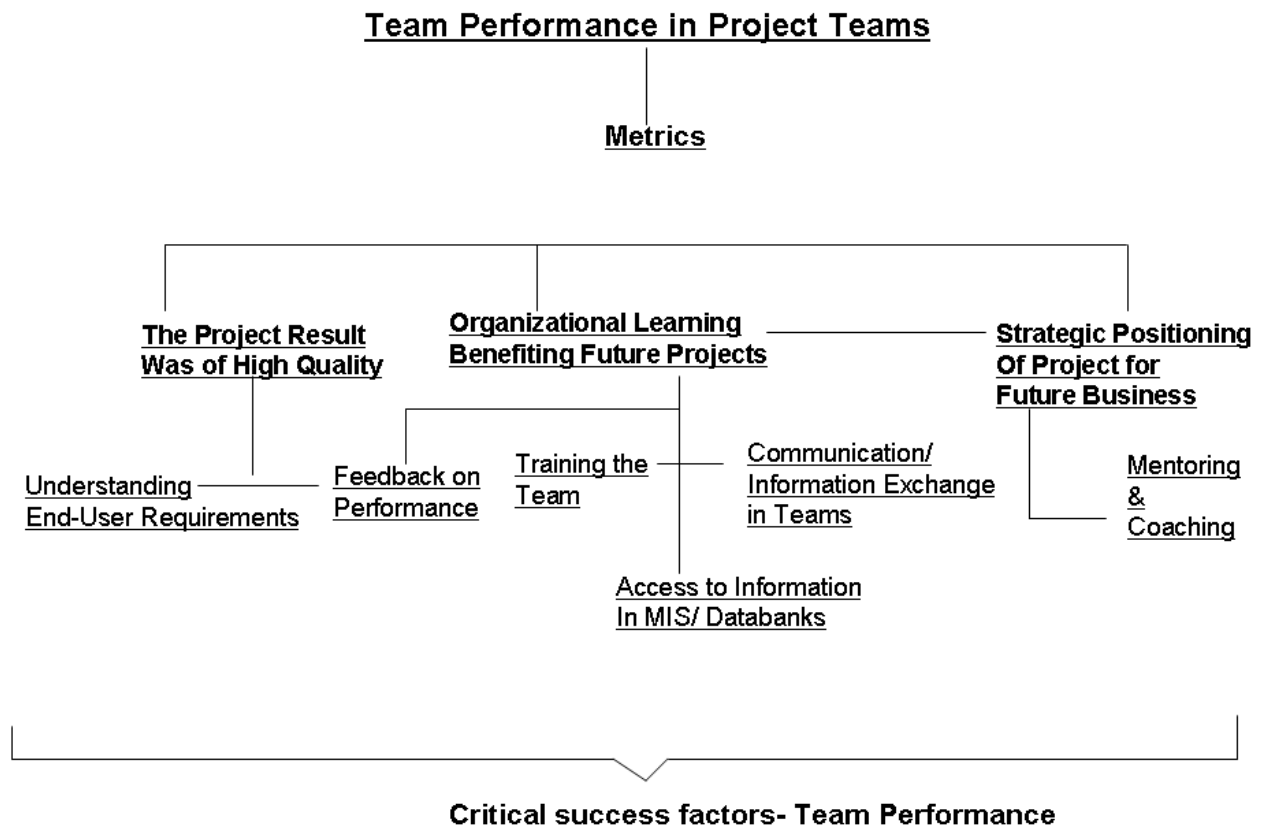 Team Performance in Project Teams
Metrics
The Project Result
Was of High Quality
Organizational Learning
Benefiting Future Projects
Strategic Positioning
Of Project for
Future Business
Understanding
End-User Requirements
Feedback on
Performance
Training the
Team
Communication/
Information Exchange
in Teams
Mentoring
&
Coaching
Access to Information
In MIS/ Databanks
Critical success factors- Team Performance